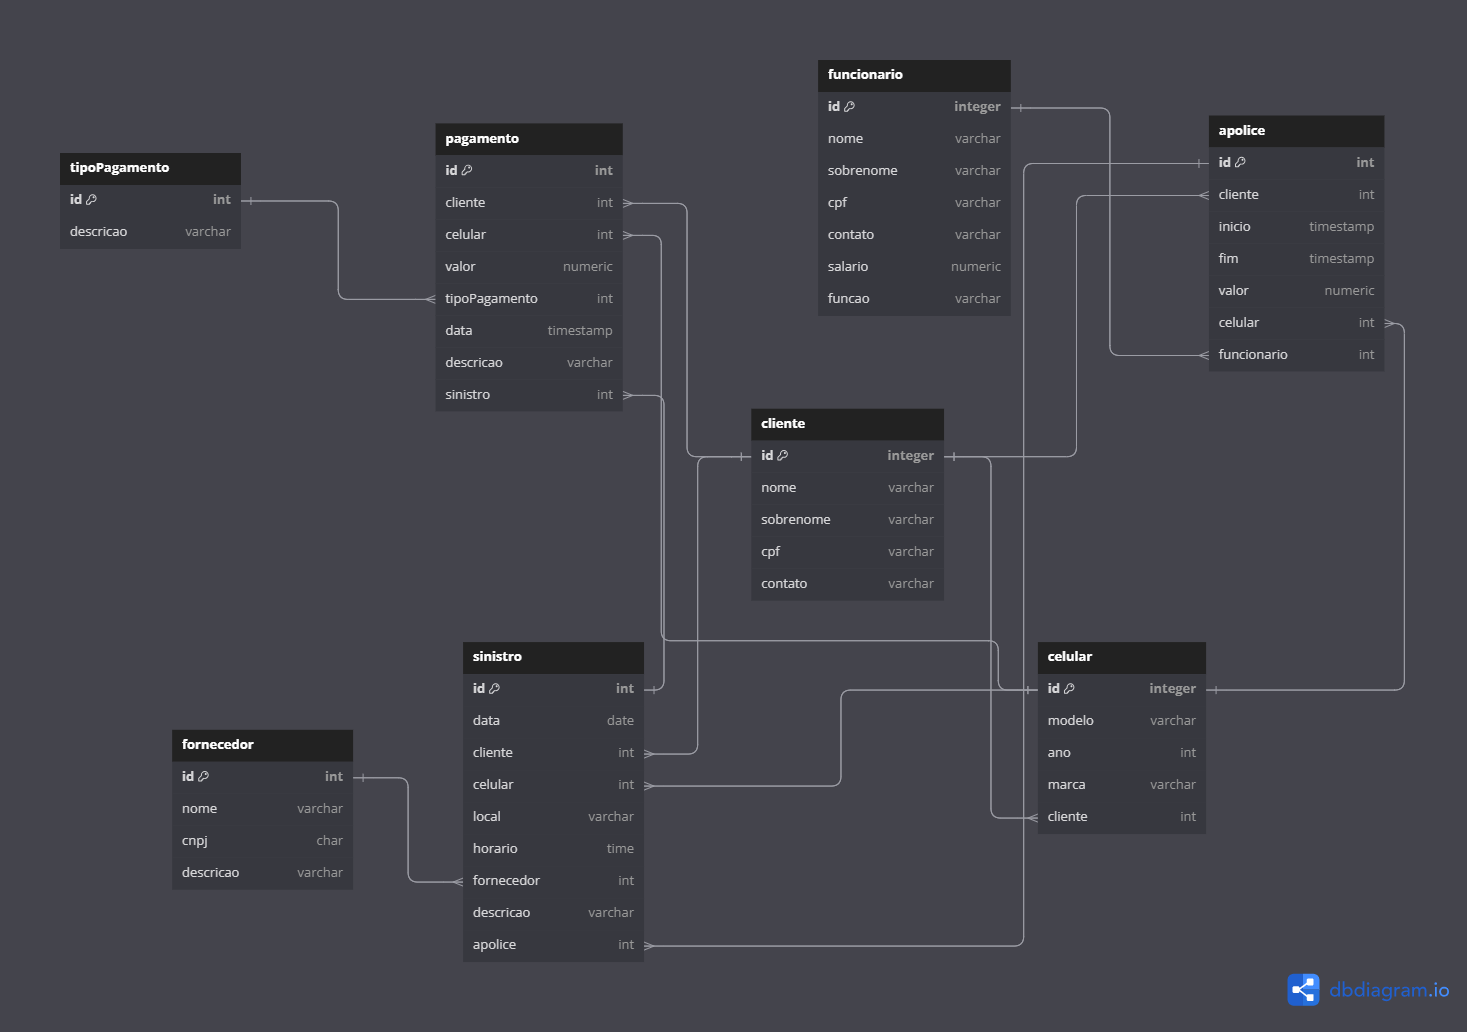 tipoPagamento
id int
descricao varchar
pagamento
id int
cliente int
celular int
valor numeric
tipoPagamento int
data timestamp
descricao varchar
sinistro int
funcionario
id integer
nome varchar
sobrenome varchar
cpf varchar
contato varchar
salario numeric
funcao varchar
apolice
id int
cliente int
inicio timestamp
fim timestamp
valor numeric
celular int
funcionario int
cliente
id integer
nome varchar
sobrenome varchar
cpf varchar
contato varchar
sinistro
id int
data date
cliente int
celular int
local varchar
horario time
fornecedor int
descricao varchar
apolice int
celular
id integer
modelo varchar
ano int
marca varchar
cliente int
fornecedor
id int
nome varchar
cnpj char
descricao varchar
dbdiagram.io